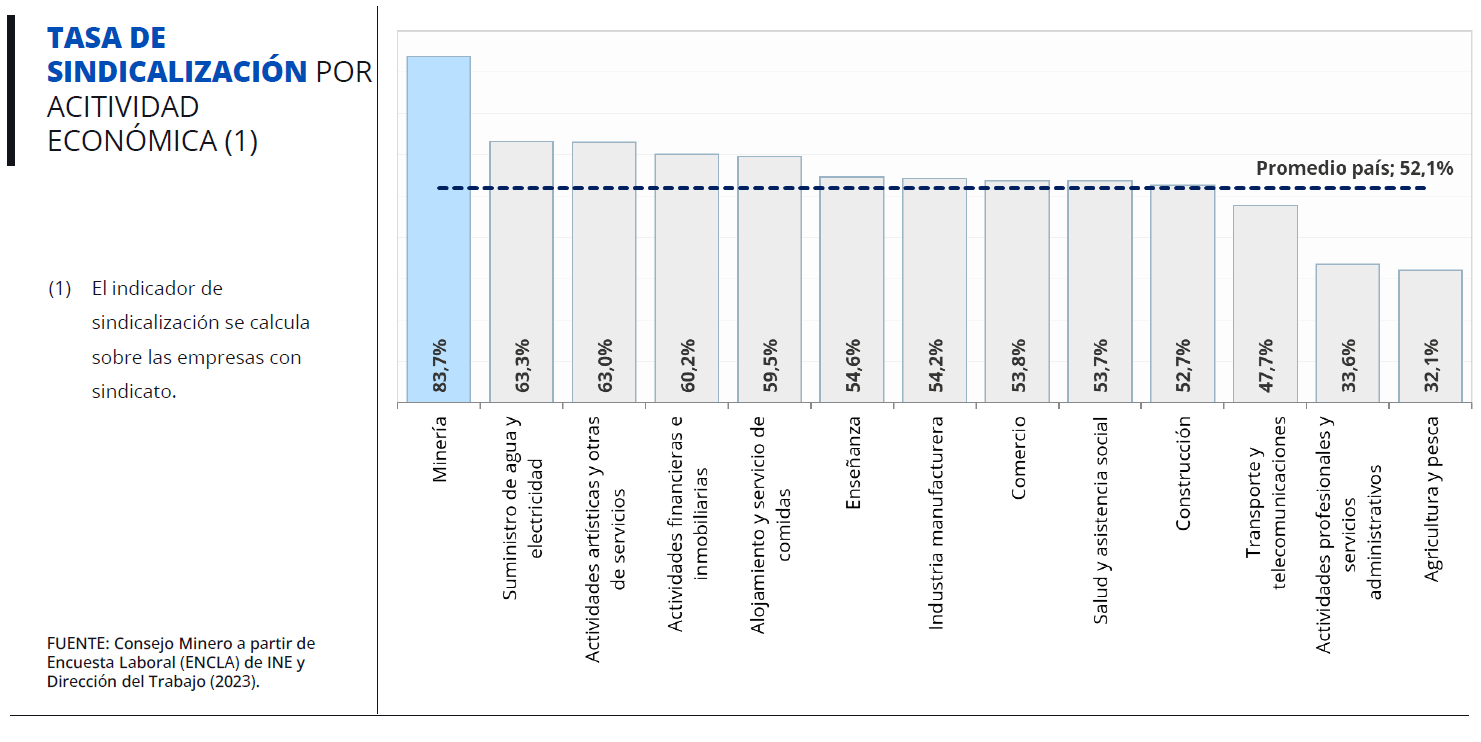 TASA DE
SINDICALIZACIÓN POR
ACITIVIDAD
ECONÓMICA (1)
(1) El indicador de
sindicalización se calcula
sobre las empresas con
sindicato.
FUENTE: Consejo Minero a partir de
Encuesta Laboral (ENCLA) de INE y
Dirección del Trabajo (2023).
Promedio país; 52,1%
83,7%
63,3%
63,0%
60,2%
59,5%
54,6%
54,2%
53,8%
53,7%
52,7%
47,7%
33,6%
32,1%
Minería
Suministro de agua y
electricidad
Actividades artísticas y otras
de servicios
Actividades financieras e
inmobiliarias
Alojamiento y servicio de
comidas
Enseñanza
Industria manufacturera
Comercio
Salud y asistencia social
Construcción
Transporte y
telecomunicaciones
Actividades profesionales y
servicios
administrativos
Agricultura y pesca